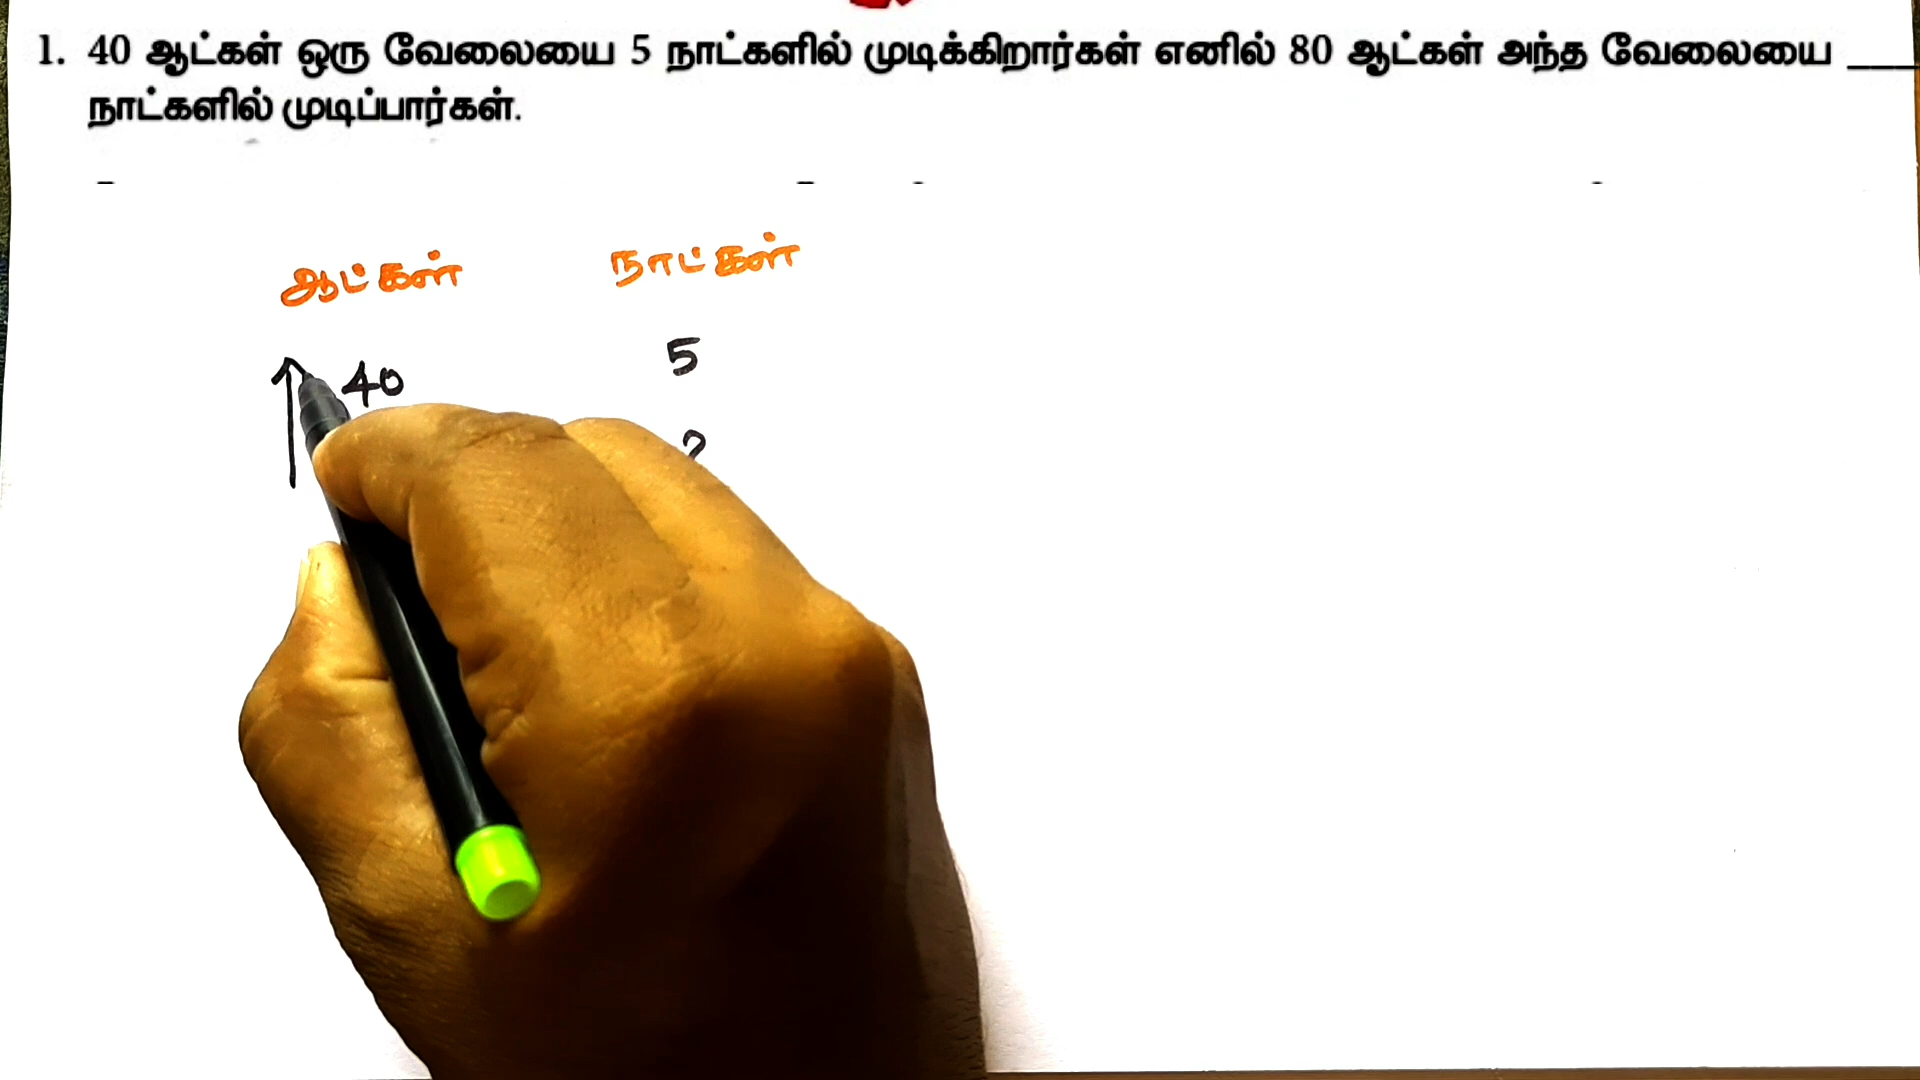 1. 40 ஆட்கள் ஒரு வேலையை 5 நாட்களில் முடிக்கிறார்கள் எனில் 80 ஆட்கள் அந்த வேலையை ____
நாட்களில் முடிப்பார்கள்.
ஆட்கள் நாட்கள்
40 5
?